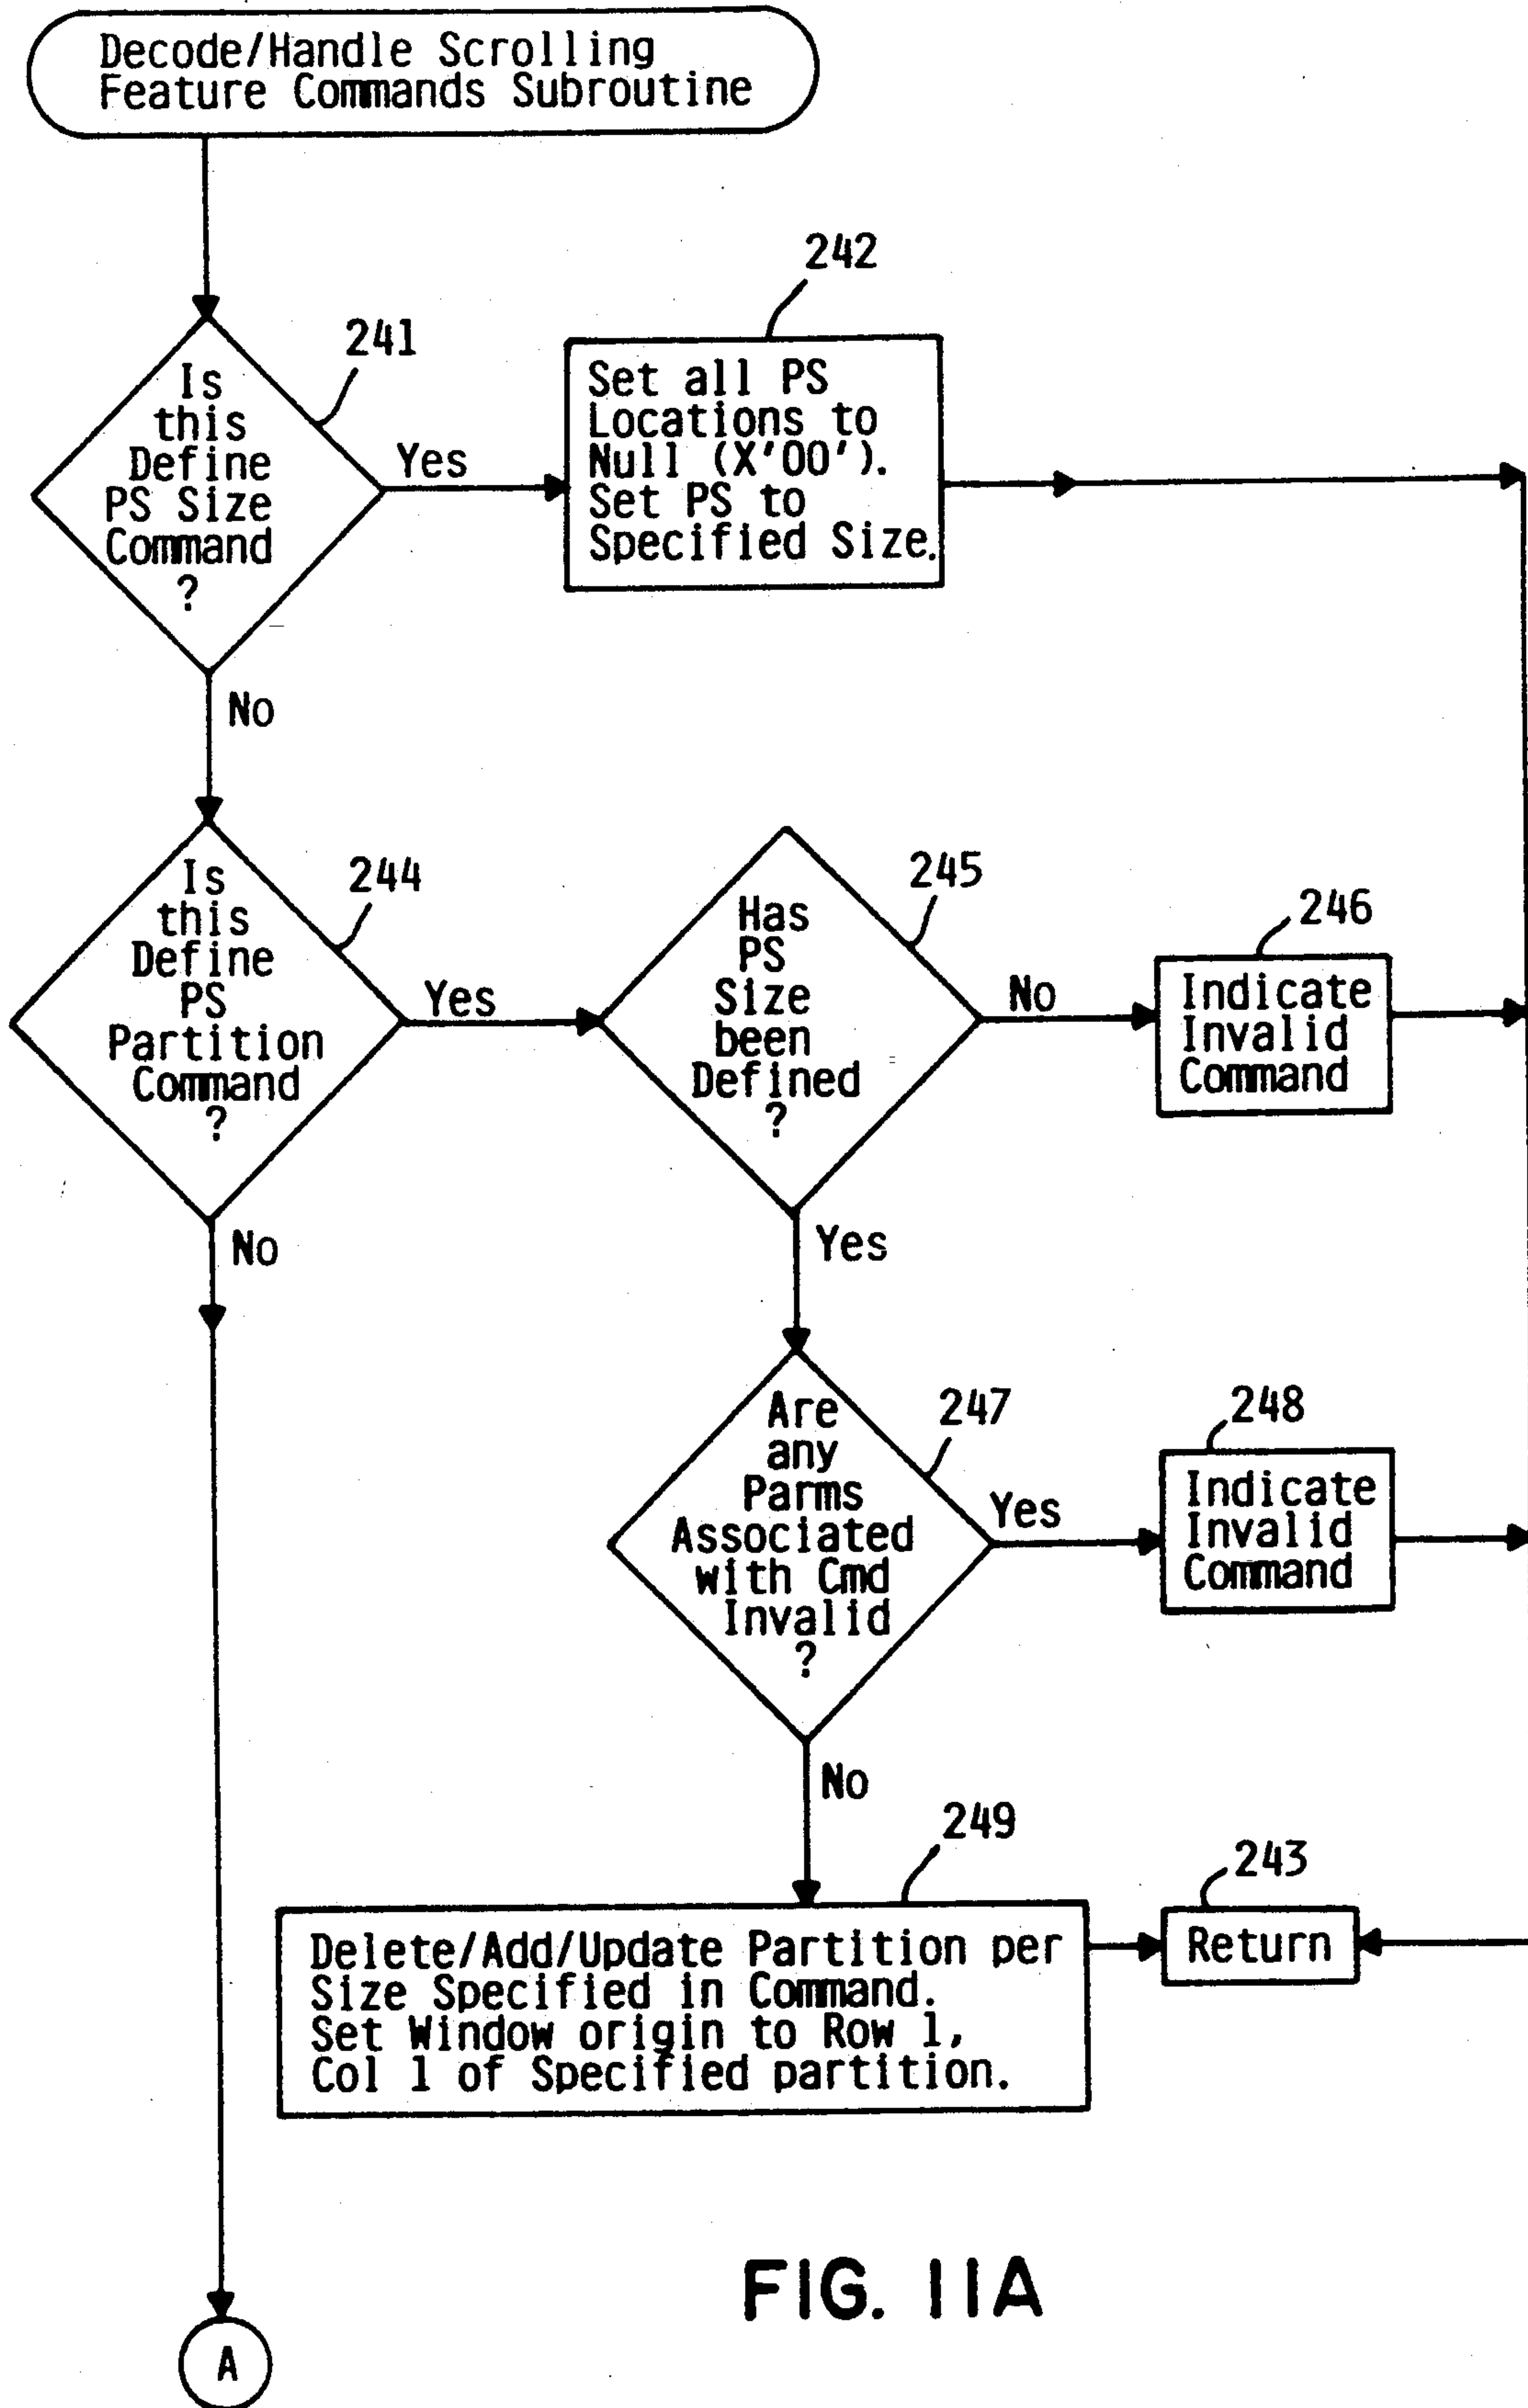 Decode/Handle Scrolling
Feature Commands Subroutine
241
Is
this
Define
PS Size
Command
?
Yes
242
Set all PS
Locations to
Null (X'00').
Set PS to
Specified Size.
No
244
Is
this
Define
PS
Partition
Command
?
Yes
245
Has
PS
Size
been
Defined
?
No
246
Indicate
Invalid
Command
No
Yes
247
Are
any
Parms
Associated
with Cmd
Invalid
?
Yes
248
Indicate
Invalid
Command
No
249
Delete/Add/Update Partition per
Size Specified in Command.
Set Window origin to Row 1,
Col 1 of Specified partition.
243
Return
A
FIG. 11A